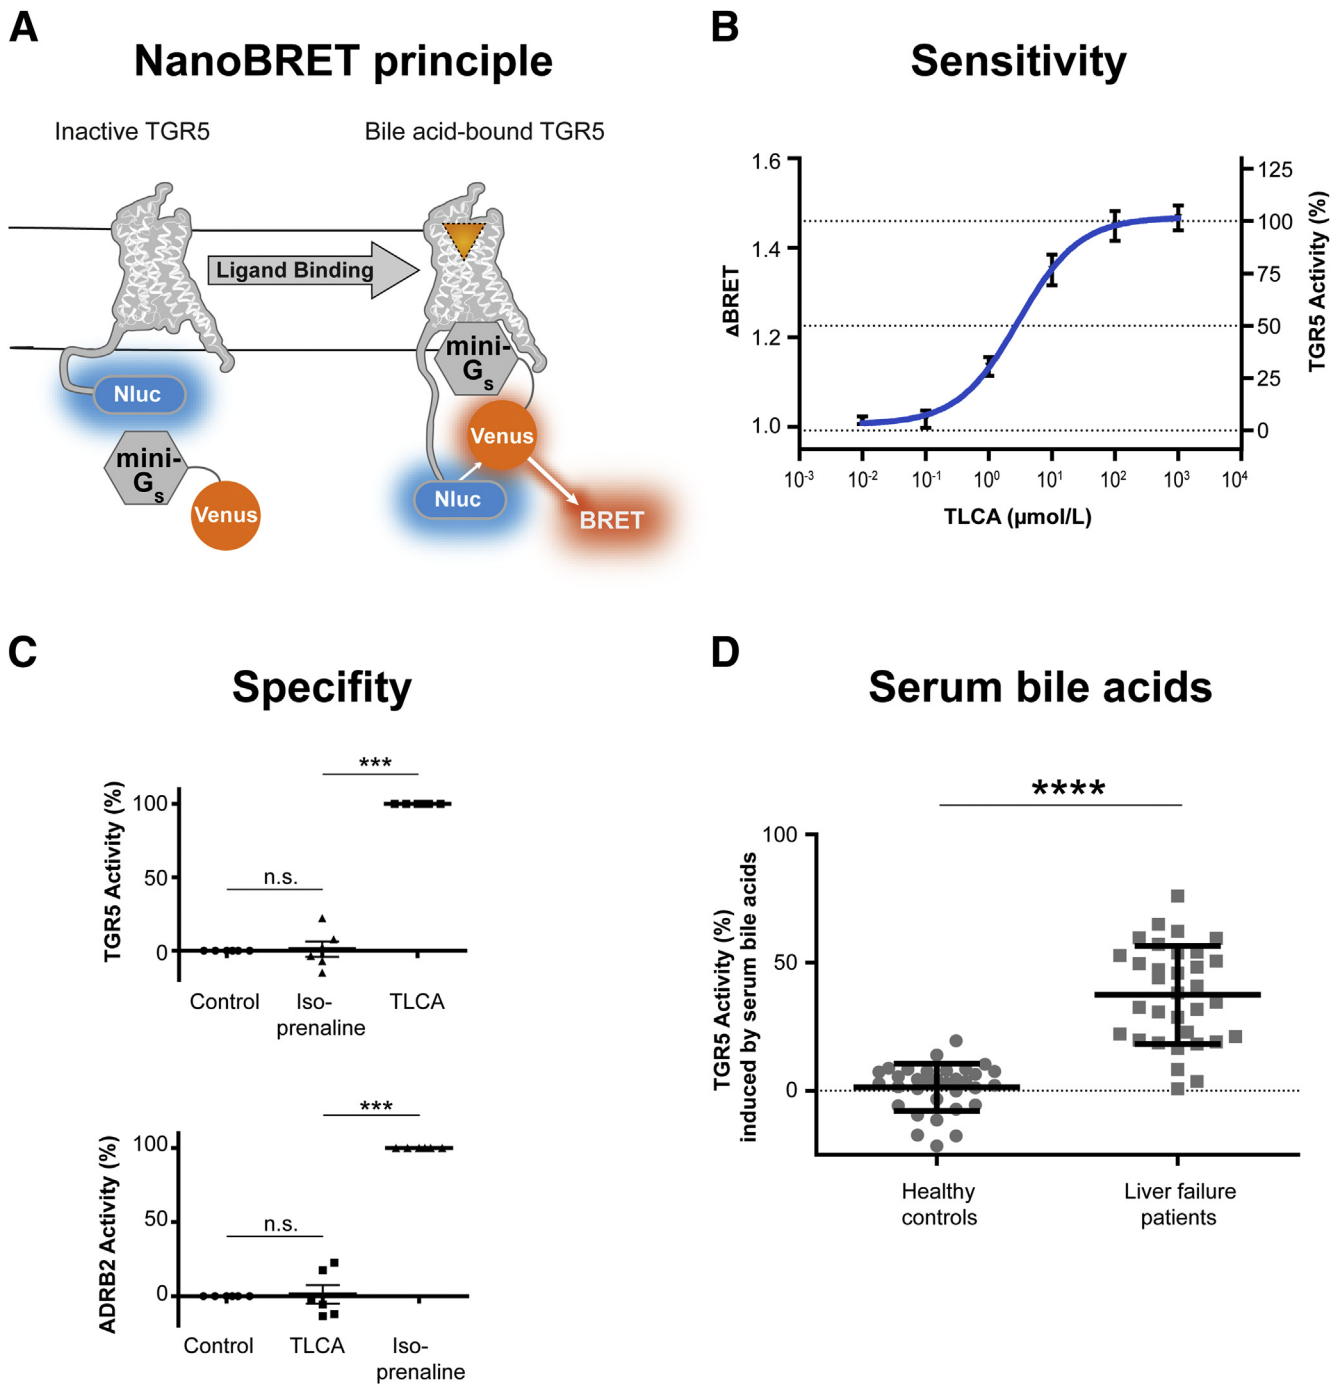 A
NanoBRET principle
Inactive TGR5
Bile acid-bound TGR5
Ligand Binding
Nluc
mini-
Gs
Venus
mini-
Gs
Venus
Nluc
BRET
B
Sensitivity
1.6
1.4
1.2
1.0
ΔBRET
125
100
75
50
25
0
TGR5 Activity (%)
10-3
10-2
10-1
100
101
102
103
104
TLCA (µmol/L)
C
Specifity
TGR5 Activity (%)
100
50
0
n.s.
***
Control
Iso-
prenaline
TLCA
ADRB2 Activity (%)
100
50
0
n.s.
***
Control
TLCA
Iso-
prenaline
D
Serum bile acids
TGR5 Activity (%)
induced by serum bile acids
100
50
0
****
Healthy
controls
Liver failure
patients